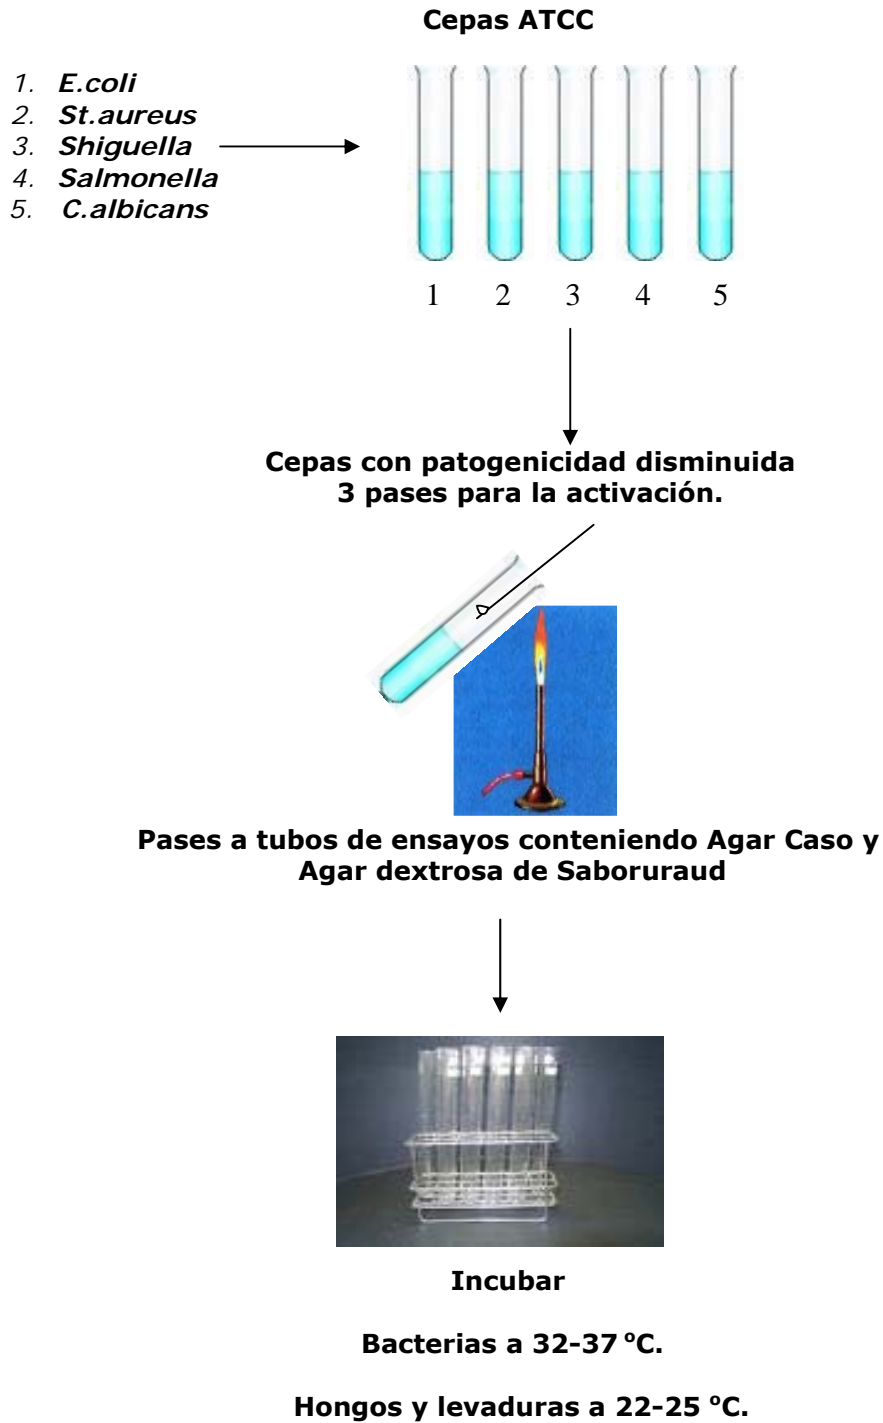 Cepas ATCC
1. E.coli
2. St.aureus
3. Shiguella
4. Salmonella
5. C.albicans
1 2 3 4 5
Cepas con patogenicidad disminuida
3 pases para la activación.
Pases a tubos de ensayos conteniendo Agar Caso y
Agar dextrosa de Saboruraud
Incubar
Bacterias a 32-37 ºC.
Hongos y levaduras a 22-25 ºC.